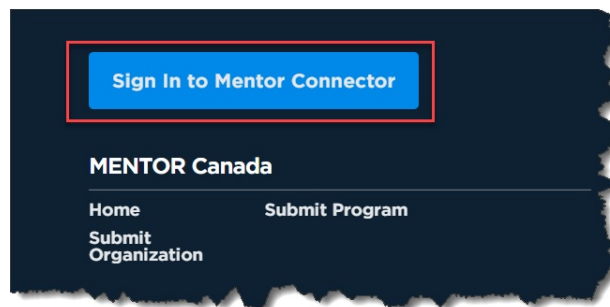 Sign In to Mentor Connector
MENTOR Canada
Home
Submit Program
Submit
Organization